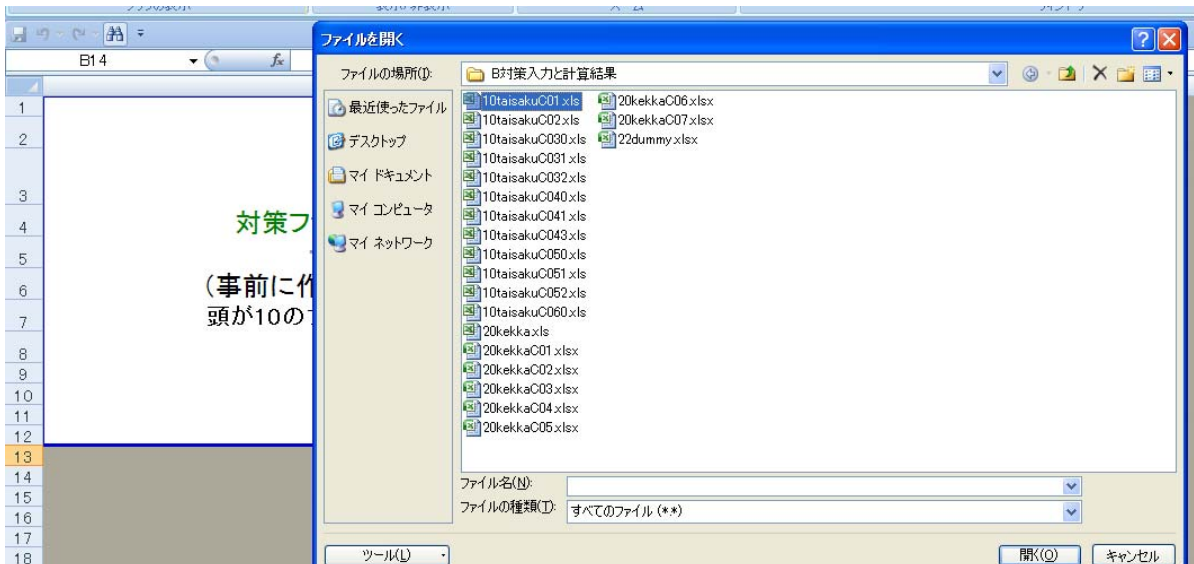 B14
fx
ファイルを開く
ファイルの場所(I):
B対策入力と計算結果
最近使ったファイル
デスクトップ
マイ ドキュメント
マイ コンピュータ
マイ ネットワーク
10taisakuC01.xls
10taisakuC02.xls
10taisakuC030.xls
10taisakuC031.xls
10taisakuC032.xls
10taisakuC040.xls
10taisakuC041.xls
10taisakuC043.xls
10taisakuC050.xls
10taisakuC051.xls
10taisakuC052.xls
10taisakuC060.xls
20kekka.xls
20kekkaC01.xlsx
20kekkaC02.xlsx
20kekkaC03.xlsx
20kekkaC04.xlsx
20kekkaC05.xlsx
20kekkaC06.xlsx
20kekkaC07.xlsx
22dummy.xlsx
1
2
3
4
5
6
7
8
9
10
11
12
13
14
15
16
17
18
対策フ
(事前に作
頭が10の
ファイル名(N):
ファイルの種類(T):
すべてのファイル (*.*)
ツール(L)
開く(O)
キャンセル